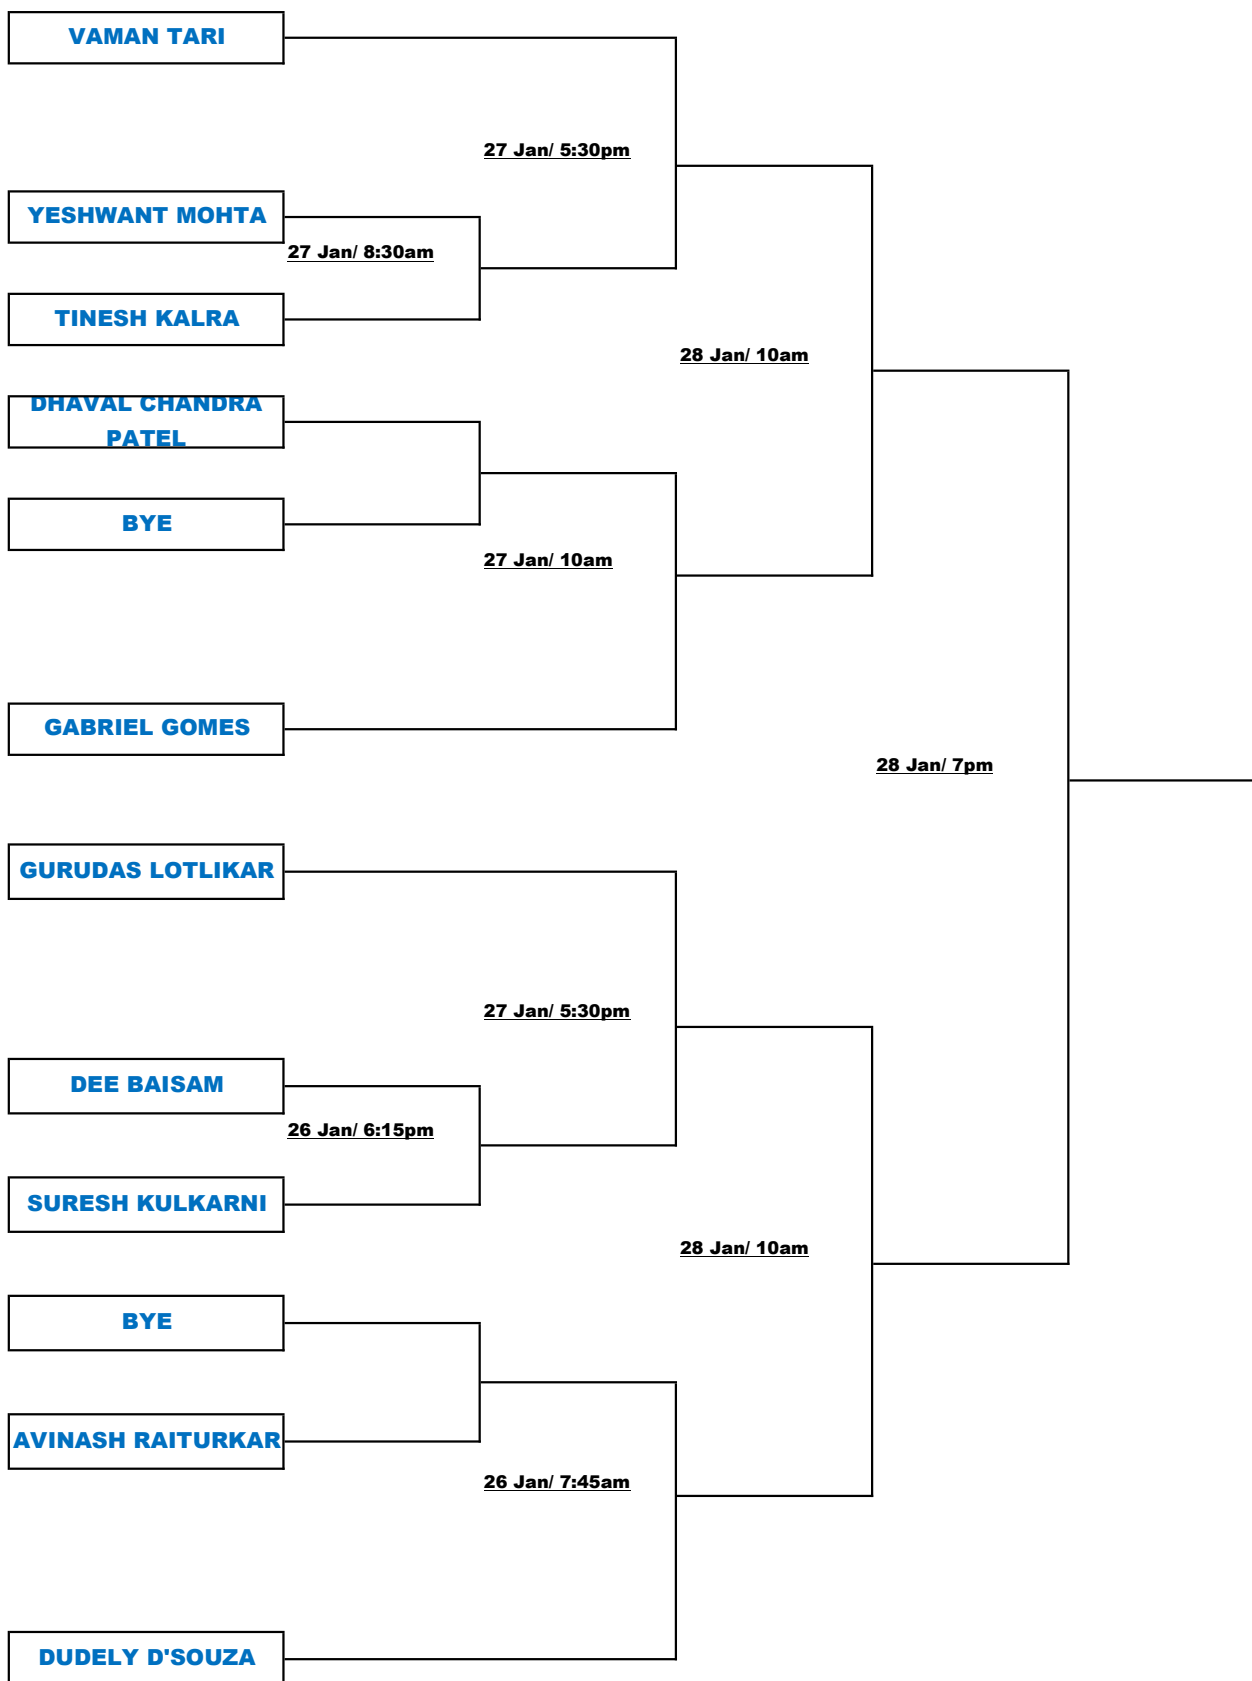 VAMAN TARI
27 Jan/ 5:30pm
YESHWANT MOHTA
27 Jan/ 8:30am
TINESH KALRA
28 Jan/ 10am
DHAVAL CHANDRA
PATEL
BYE
27 Jan/ 10am
GABRIEL GOMES
28 Jan/ 7pm
GURUDAS LOTLIKAR
27 Jan/ 5:30pm
DEE BAISAM
26 Jan/ 6:15pm
SURESH KULKARNI
28 Jan/ 10am
BYE
AVINASH RAITURKAR
26 Jan/ 7:45am
DUDELY D'SOUZA